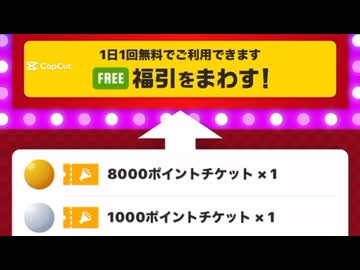 1日1回無料でご利用できます
CapCut
FREE 福引をまわす!
8000ポイントチケット ×1
1000ポイントチケット ×1